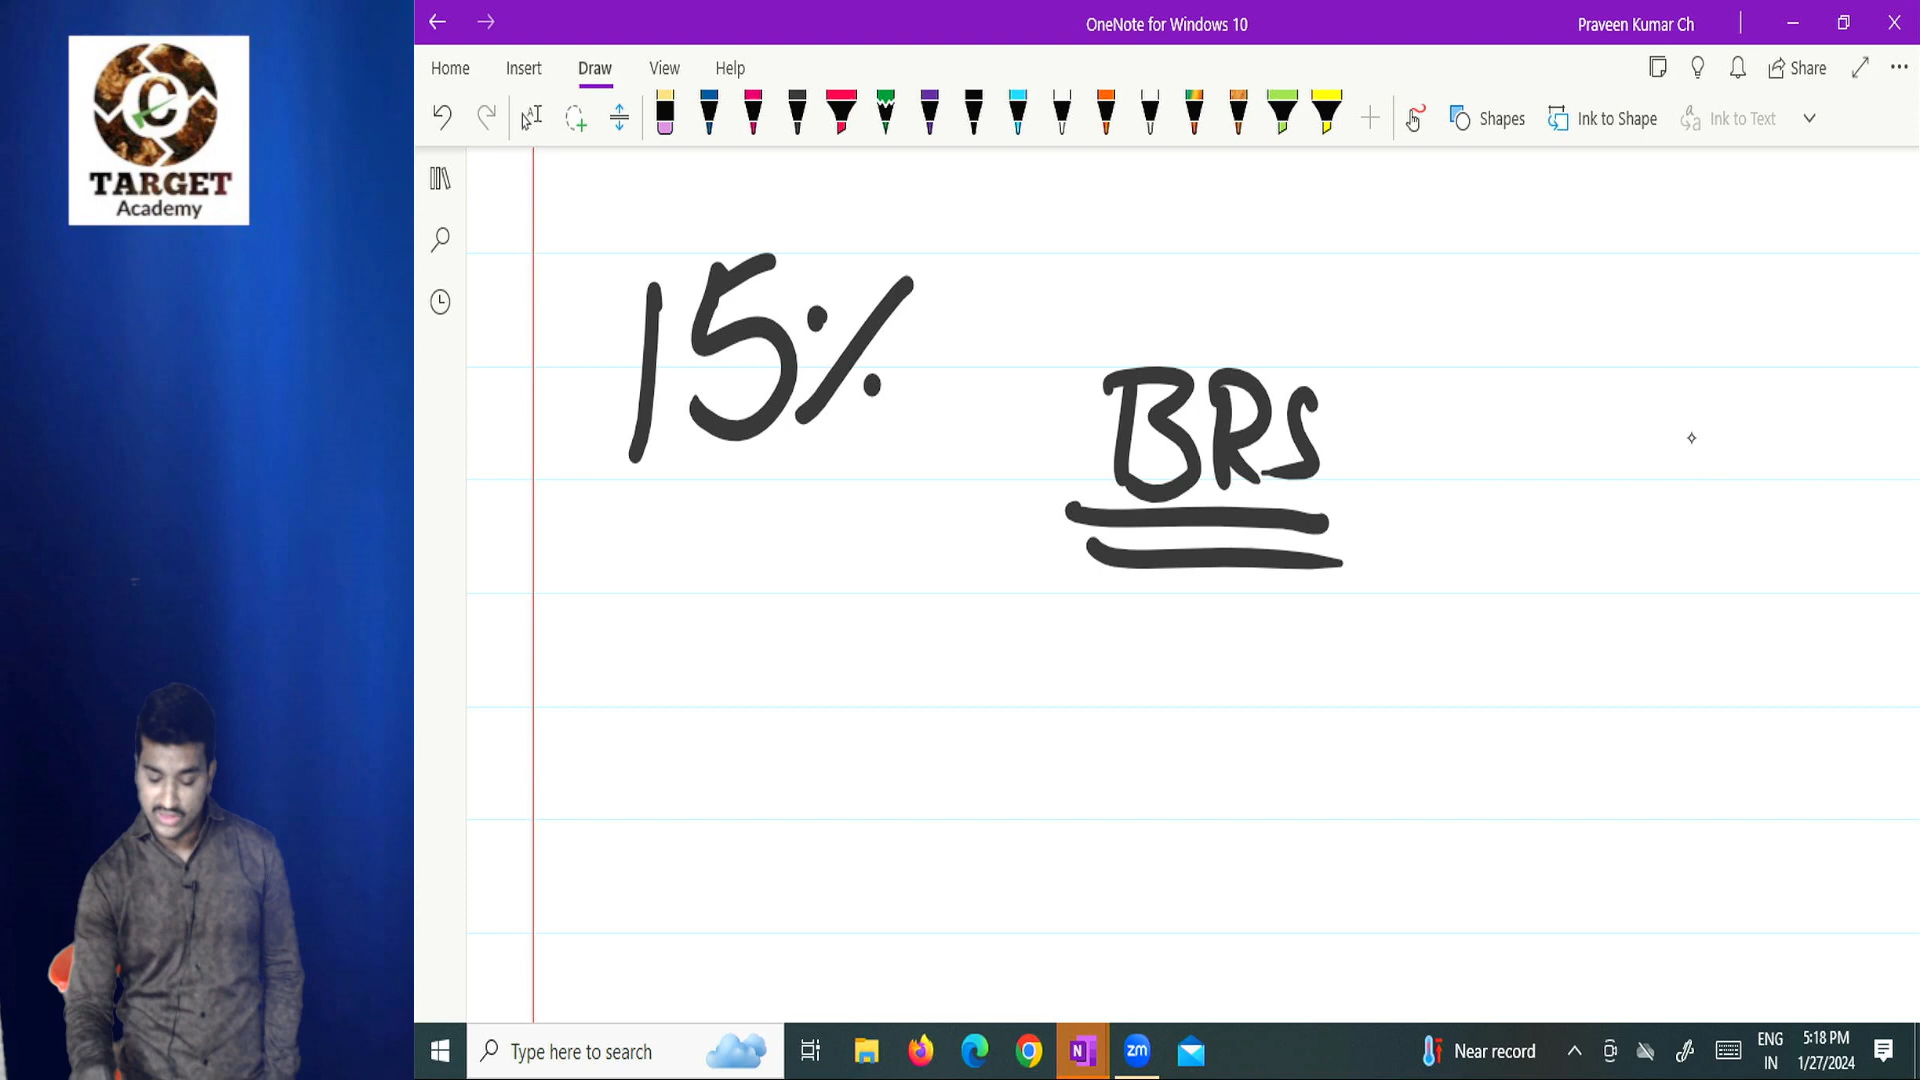 OneNote for Windows 10 Praveen Kumar Ch
Home Insert Draw View Help Share
Shapes Ink to Shape Ink to Text
C
TARGET
Academy
15%
BRS
Type here to search N zm Near record ENG 5:18 PM
IN 1/27/2024